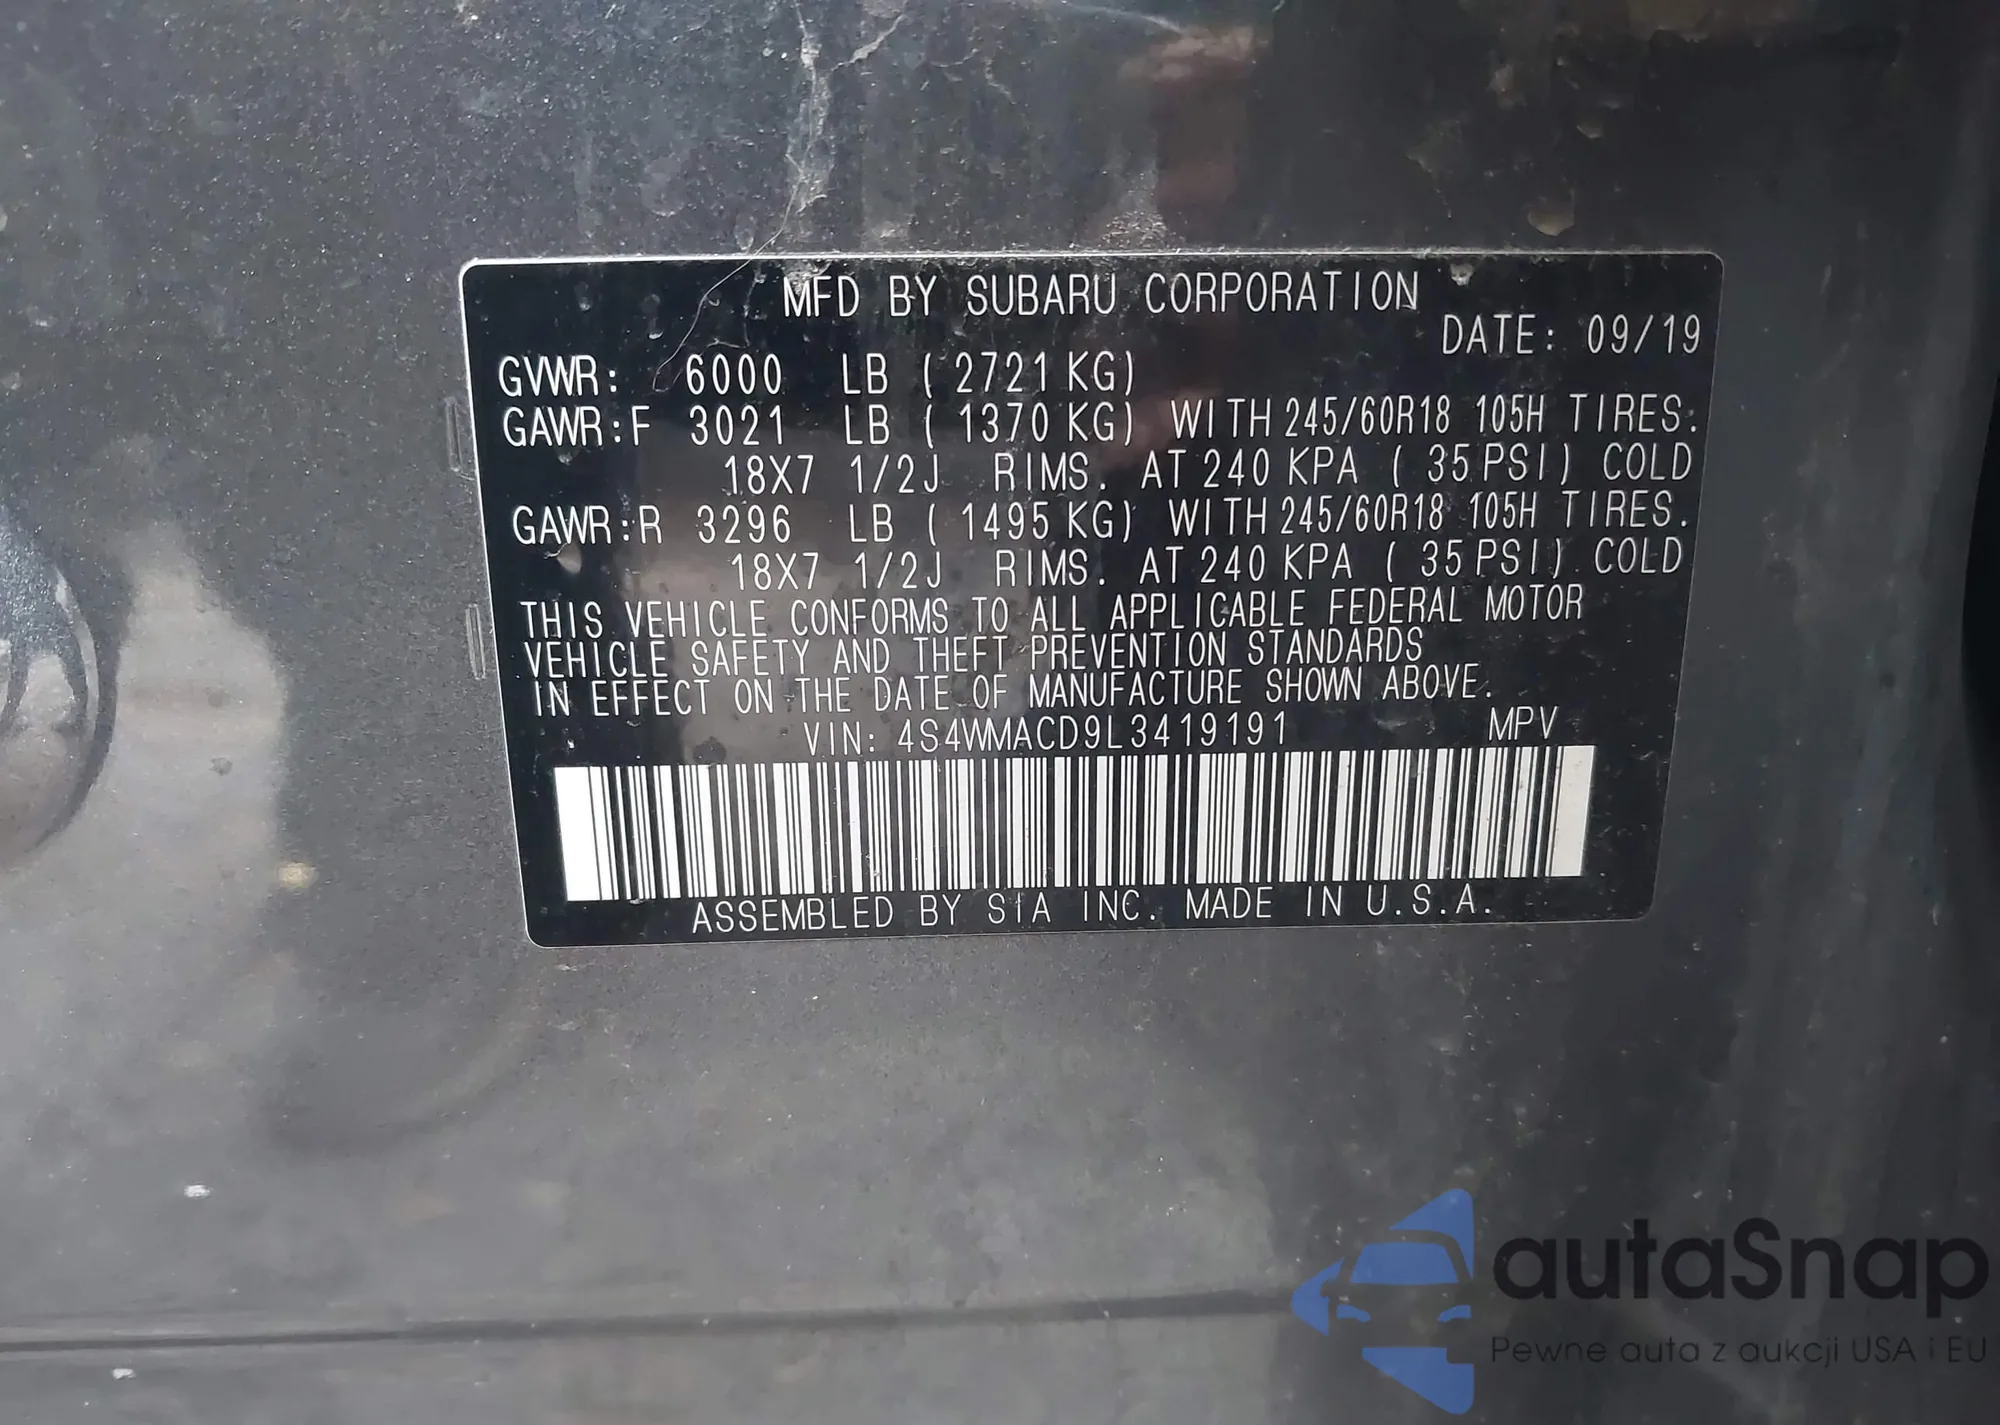 MFD BY SUBARU CORPORATION
DATE: 09/19
GVWR: 6000 LB ( 2721 KG)
GAWR:F 3021 LB ( 1370 KG) WITH 245/60R18 105H TIRES.
18X7 1/2J RIMS. AT 240 KPA ( 35 PSI) COLD
GAWR:R 3296 LB ( 1495 KG) WITH 245/60R18 105H TIRES.
18X7 1/2J RIMS. AT 240 KPA ( 35 PSI) COLD
THIS VEHICLE CONFORMS TO ALL APPLICABLE FEDERAL MOTOR
VEHICLE SAFETY AND THEFT PREVENTION STANDARDS
IN EFFECT ON THE DATE OF MANUFACTURE SHOWN ABOVE.
VIN: 4S4WMACD9L3419191 MPV
ASSEMBLED BY SIA INC. MADE IN U.S.A.
autaSnap
Pewne auta z aukcji USA i EU